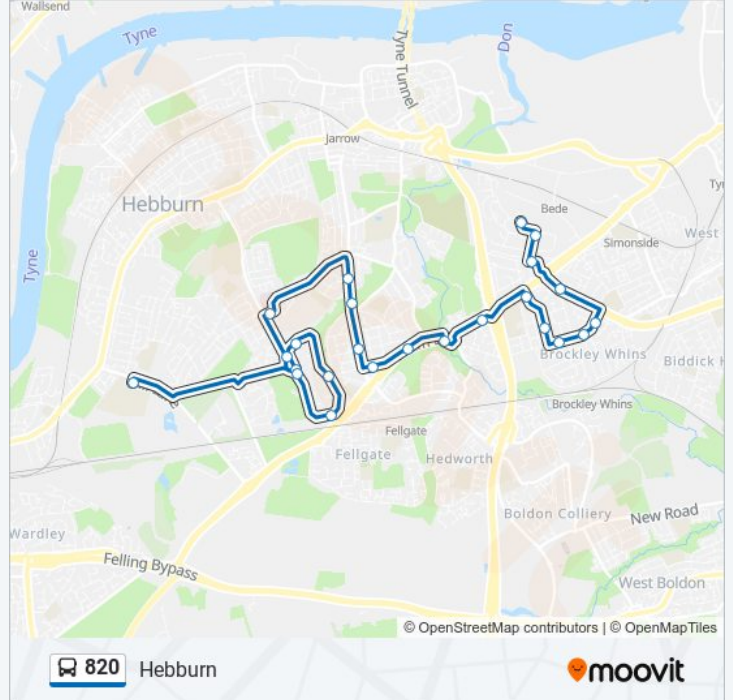 Wallsend
Tyne
Don
Tyne Tunnel
Jarrow
Hebburn
Bede
Simonside
West
Tyne
Brockley Whins
Biddick H
Brockley Whins
Fellgate
Fellgate
Hedworth
Boldon Colliery
New Road
Wardley
Felling Bypass
West Boldon
© OpenStreetMap contributors | © OpenMapTiles
820 Hebburn
moovit